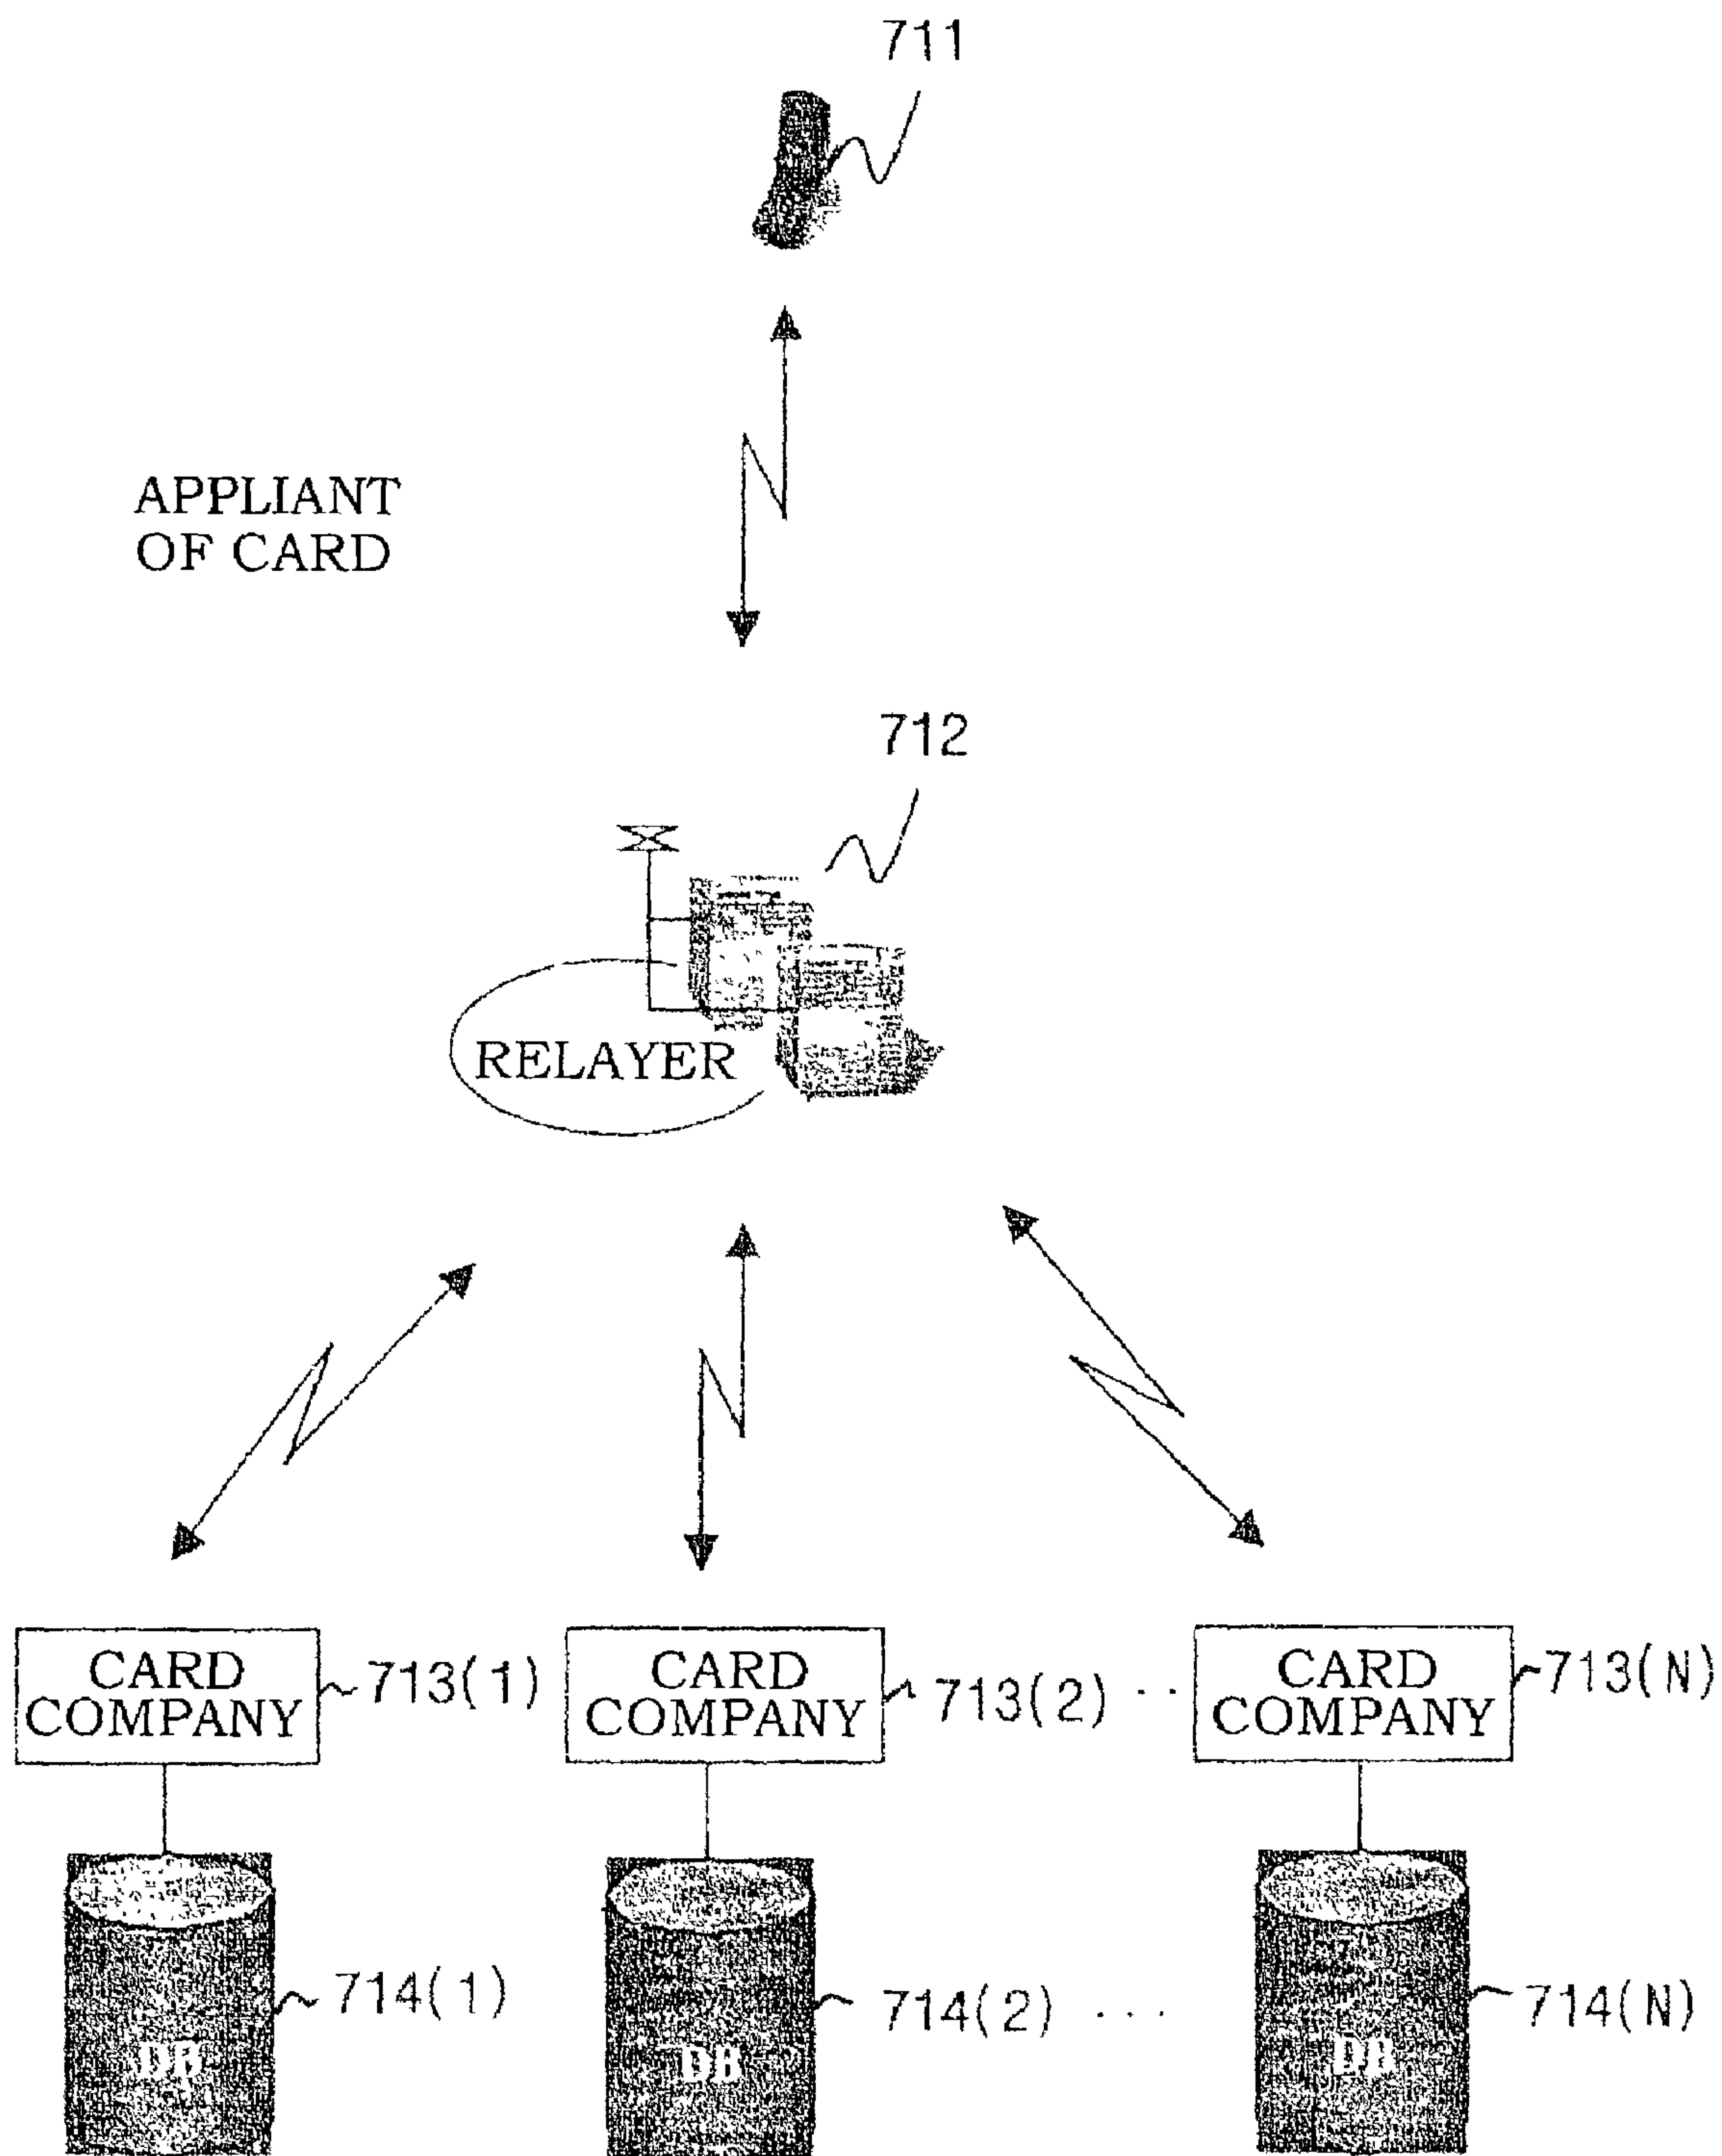 711
APPLIANT
OF CARD
712
RELAYER
CARD
COMPANY
713(1)
CARD
COMPANY
713(2) ··
CARD
COMPANY
713(N)
DB
714(1)
DB
714(2) ···
DB
714(N)